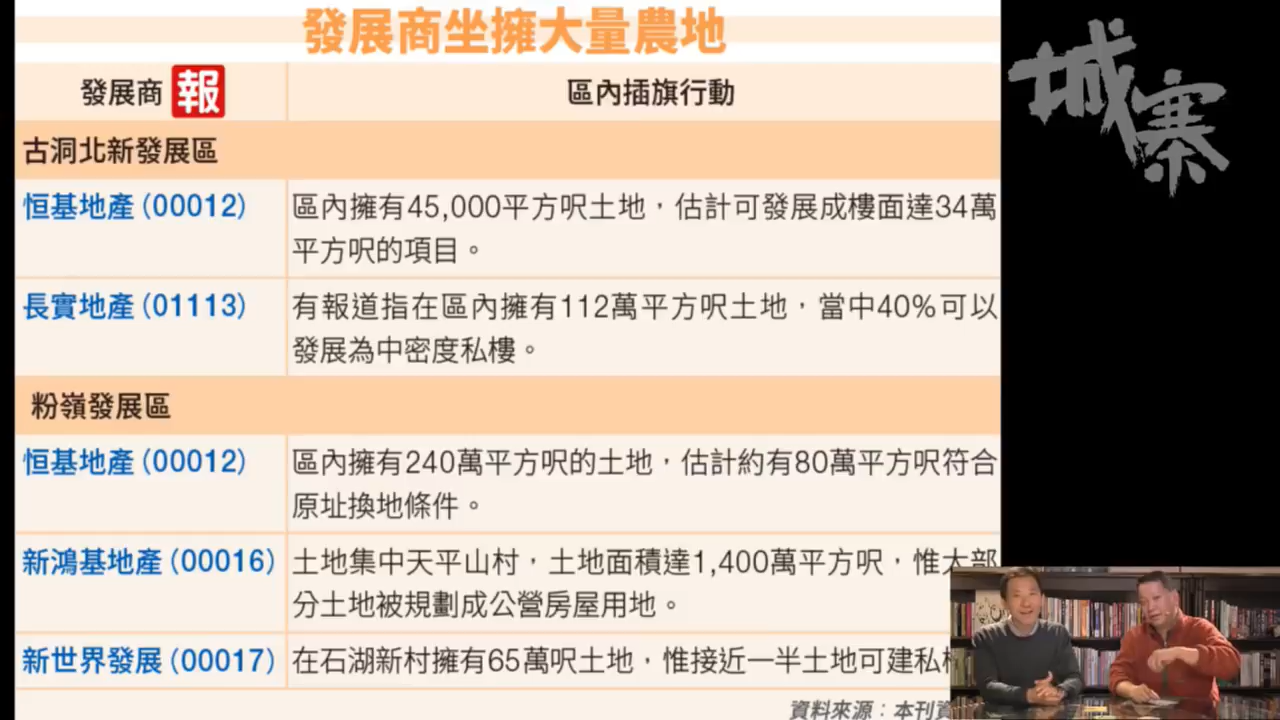 發展商坐擁大量農地
城寨
發展商 報
區內插旗行動
古洞北新發展區
恒基地產(00012)
區內擁有45,000平方呎土地，估計可發展成樓面達34萬
平方呎的項目。
長實地產(01113)
有報道指在區內擁有112萬平方呎土地，當中40%可以
發展為中密度私樓。
粉嶺發展區
恒基地產(00012)
區內擁有240萬平方呎的土地，估計約有80萬平方呎符合
原址換地條件。
新鴻基地產(00016)
土地集中天平山村，土地面積達1,400萬平方呎，惟大部
分土地被規劃成公營房屋用地。
新世界發展(00017)
在石湖新村擁有65萬呎土地，惟接近一半土地可建私
資料來源：本刊資